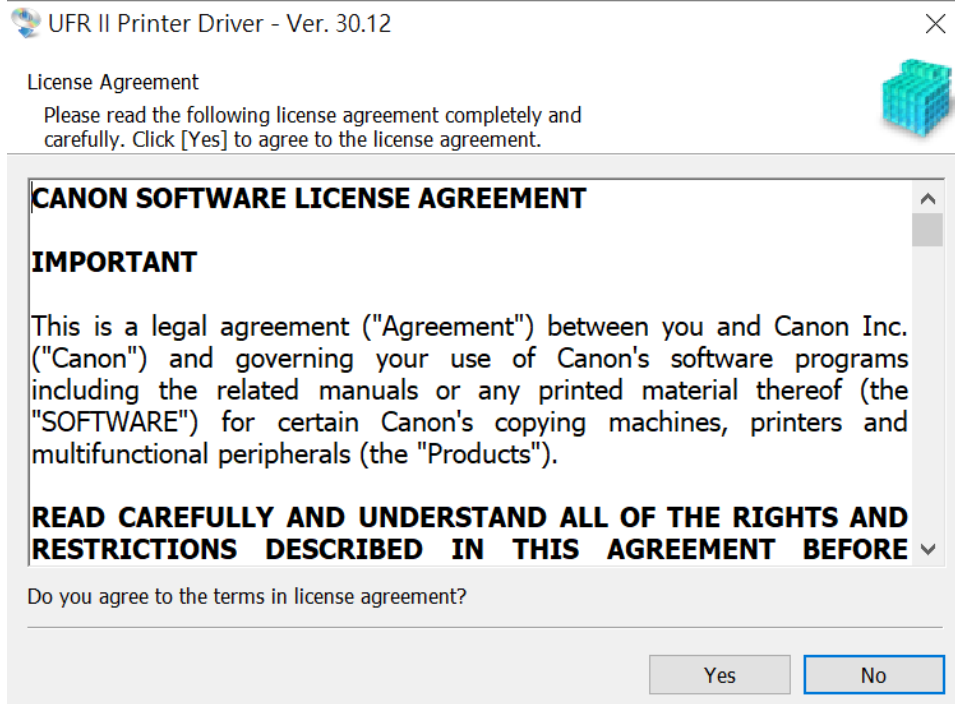 UFR II Printer Driver - Ver. 30.12
License Agreement
Please read the following license agreement completely and
carefully. Click [Yes] to agree to the license agreement.
CANON SOFTWARE LICENSE AGREEMENT
IMPORTANT
This is a legal agreement ("Agreement") between you and Canon Inc.
("Canon") and governing your use of Canon's software programs
including the related manuals or any printed material thereof (the
"SOFTWARE") for certain Canon's copying machines, printers and
multifunctional peripherals (the "Products").
READ CAREFULLY AND UNDERSTAND ALL OF THE RIGHTS AND
RESTRICTIONS DESCRIBED IN THIS AGREEMENT BEFORE
Do you agree to the terms in license agreement?
Yes No